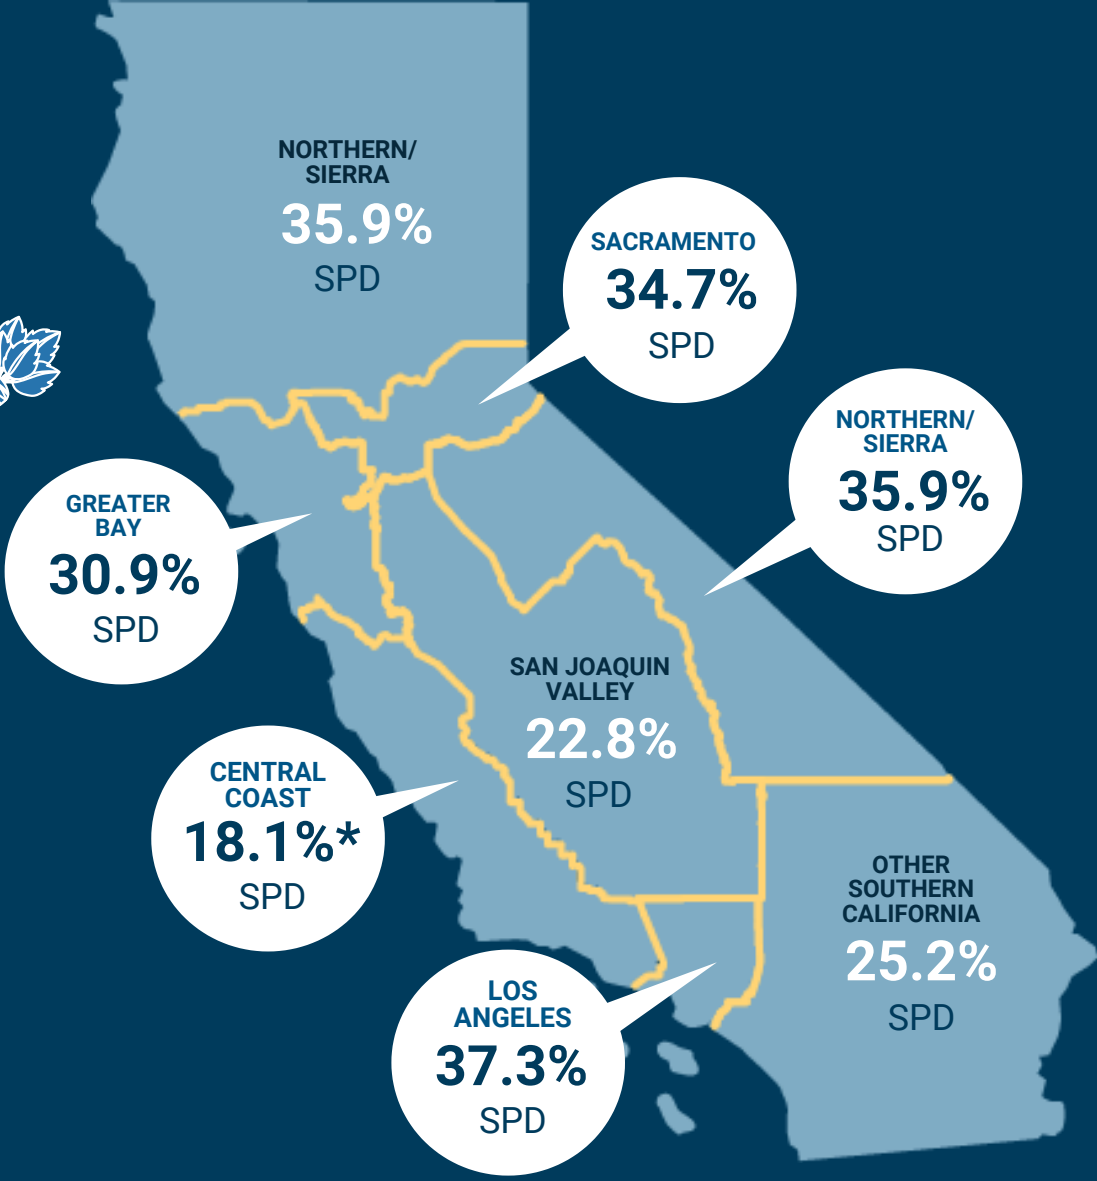 NORTHERN/
SIERRA
35.9%
SPD
SACRAMENTO
34.7%
SPD
NORTHERN/
SIERRA
35.9%
SPD
GREATER
BAY
30.9%
SPD
SAN JOAQUIN
VALLEY
22.8%
SPD
CENTRAL
COAST
18.1%*
SPD
OTHER
SOUTHERN
CALIFORNIA
25.2%
SPD
LOS
ANGELES
37.3%
SPD